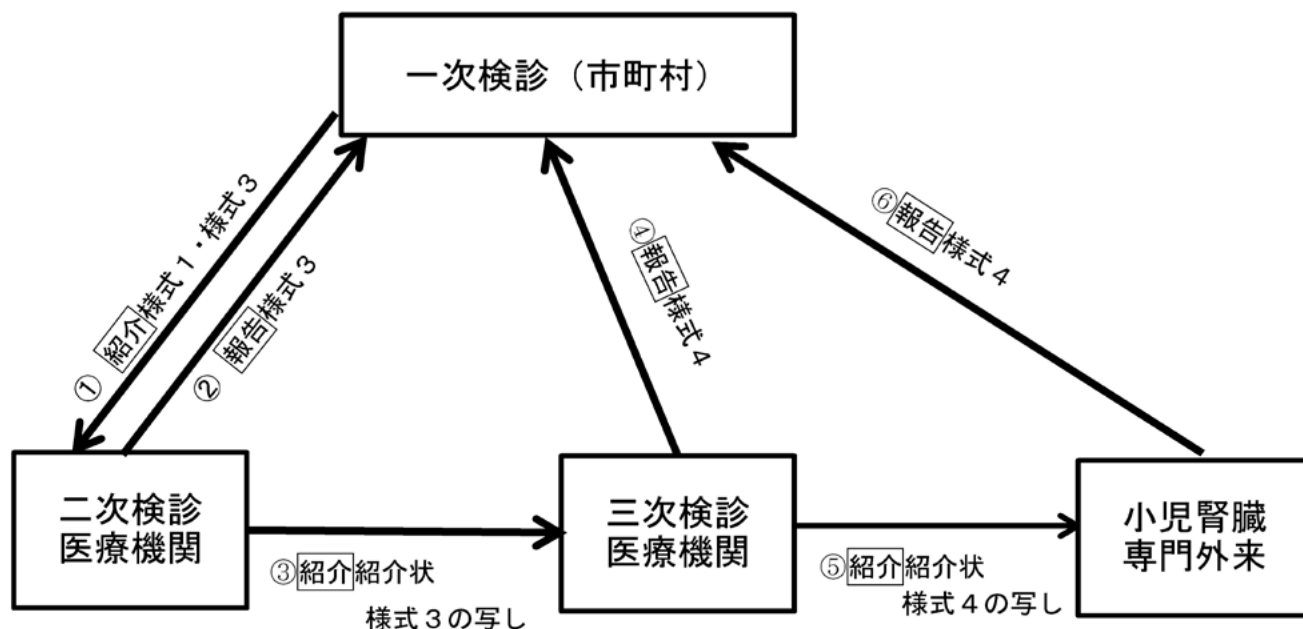 一次検診（市町村）
①紹介様式１・様式３
②報告様式３
④報告様式４
⑥報告様式４
二次検診
医療機関
③紹介紹介状
様式３の写し
三次検診
医療機関
⑤紹介紹介状
様式４の写し
小児腎臓
専門外来